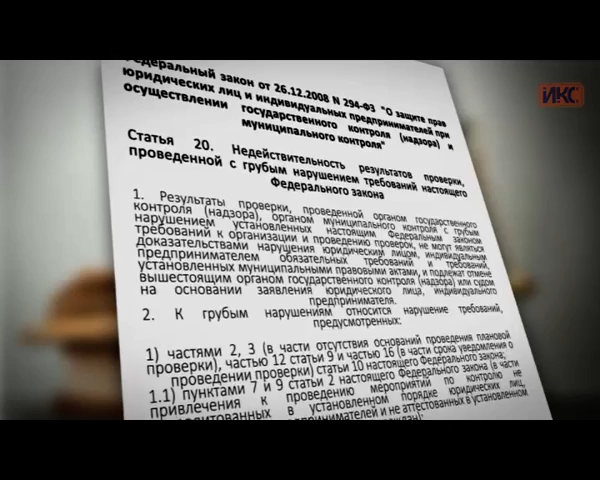 Федеральный закон от 26.12.2008 N 294-ФЗ "О защите прав
юридических лиц и индивидуальных предпринимателей при
осуществлении государственного контроля (надзора) и
муниципального контроля"
ИКС
Статья 20. Недействительность результатов проверки,
проведенной с грубым нарушением требований настоящего
Федерального закона
1. Результаты проверки, проведенной органом государственного
контроля (надзора), органом муниципального контроля с грубым
нарушением установленных настоящим Федеральным законом
требований к организации и проведению проверок, не могут являться
доказательствами нарушения юридическим лицом, индивидуальным
предпринимателем обязательных требований и требований,
установленных муниципальными правовыми актами, и подлежат отмене
вышестоящим органом государственного контроля (надзора) или судом
на основании заявления юридического лица, индивидуального
предпринимателя.
2. К грубым нарушениям относится нарушение требований,
предусмотренных:
1) частями 2, 3 (в части отсутствия оснований проведения плановой
проверки), частью 12 статьи 9 и частью 16 (в части срока уведомления о
проведении проверки) статьи 10 настоящего Федерального закона;
1.1) пунктами 7 и 9 статьи 2 настоящего Федерального закона (в части
привлечения к проведению мероприятий по контролю не
в установленном порядке юридических лиц,
и не аттестованных в установленном